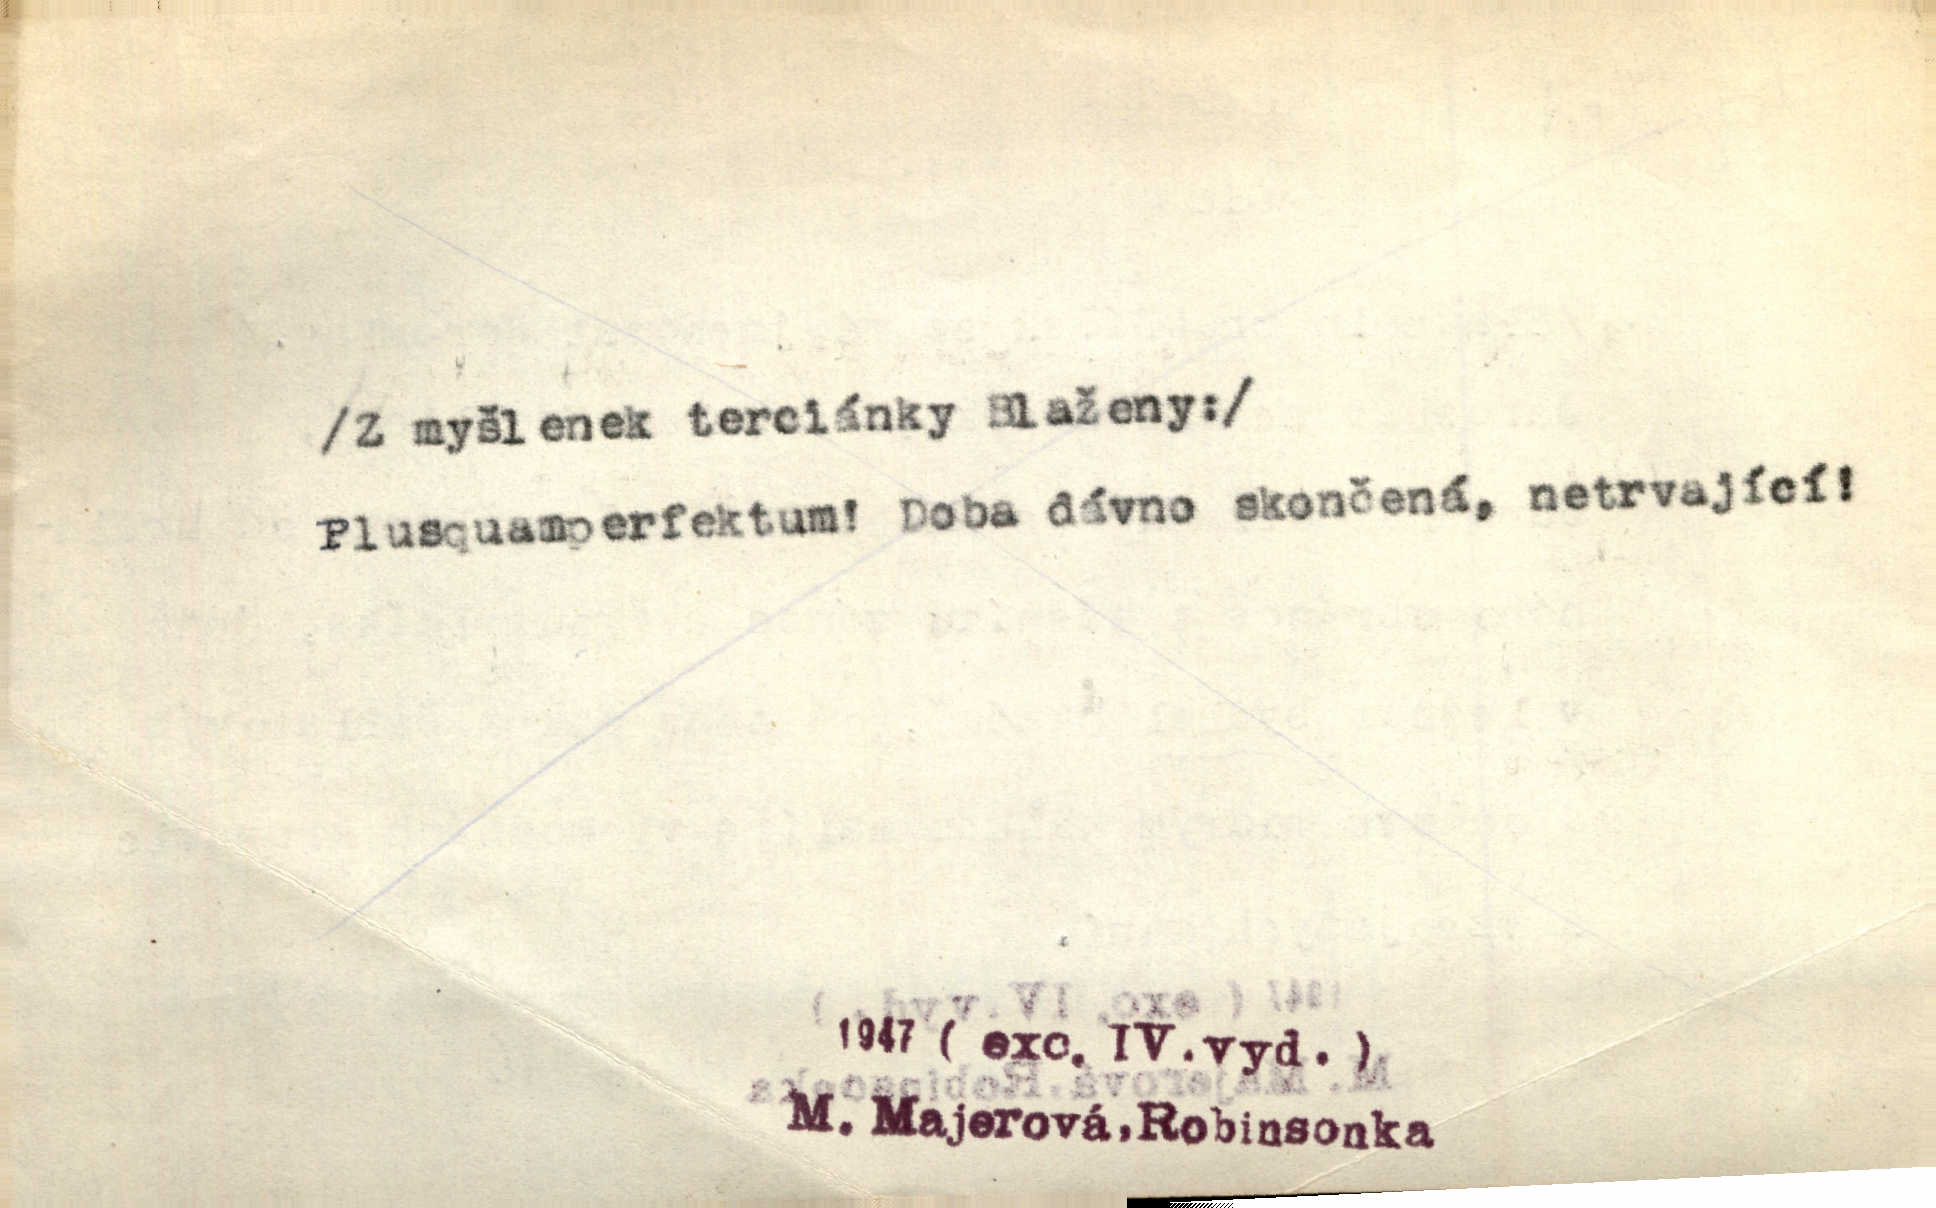 /Z myšlenek terciánky Blaženy:/
Plusquamperfektum! Doba dávno skončená, netrvající!
1947 ( exc. IV.vyd. )
M. Majerová,Robinsonka